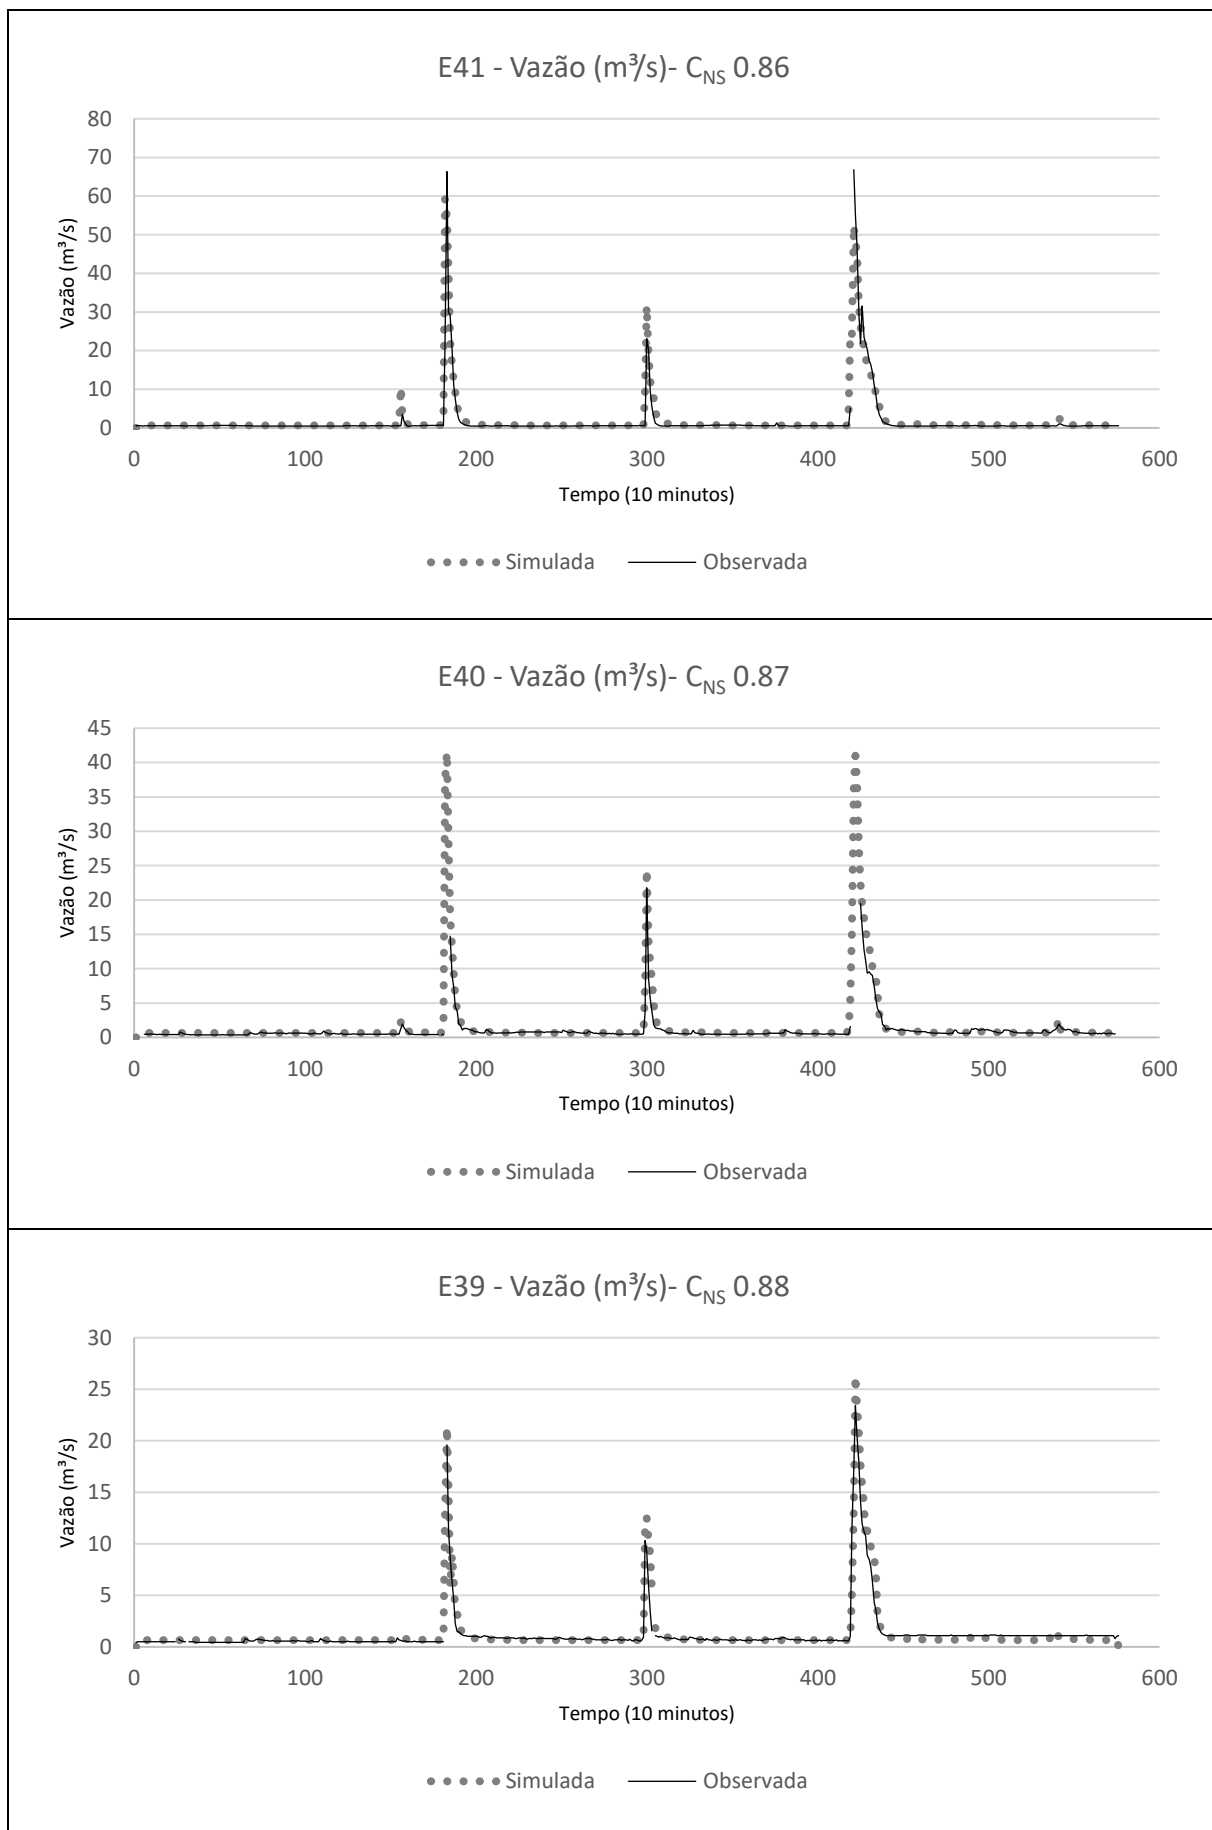 E41 - Vazão (m³/s)- C_NS 0.86
80
70
60
50
40
30
20
10
0
Vazão (m³/s)
0 100 200 300 400 500 600
Tempo (10 minutos)
Simulada Observada
E40 - Vazão (m³/s)- C_NS 0.87
45
40
35
30
25
20
15
10
5
0
Vazão (m³/s)
0 100 200 300 400 500 600
Tempo (10 minutos)
Simulada Observada
E39 - Vazão (m³/s)- C_NS 0.88
30
25
20
15
10
5
0
Vazão (m³/s)
0 100 200 300 400 500 600
Tempo (10 minutos)
Simulada Observada